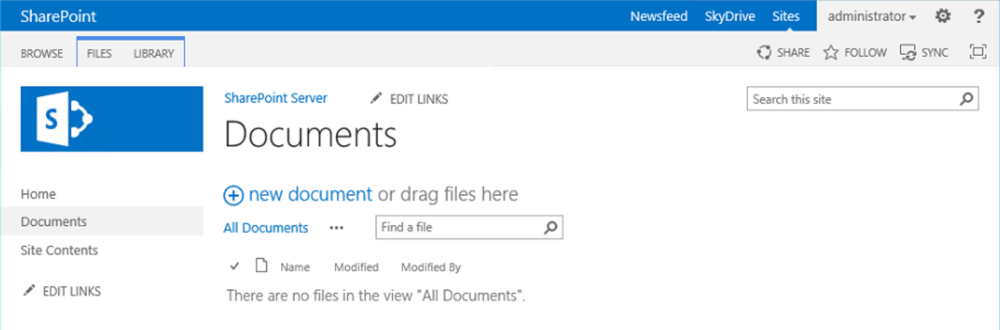 SharePoint Newsfeed SkyDrive Sites administrator ?
BROWSE FILES LIBRARY SHARE FOLLOW SYNC
S
SharePoint Server EDIT LINKS Search this site
Documents
Home
Documents
Site Contents
EDIT LINKS
new document or drag files here
All Documents ••• Find a file
Name Modified Modified By
There are no files in the view "All Documents".